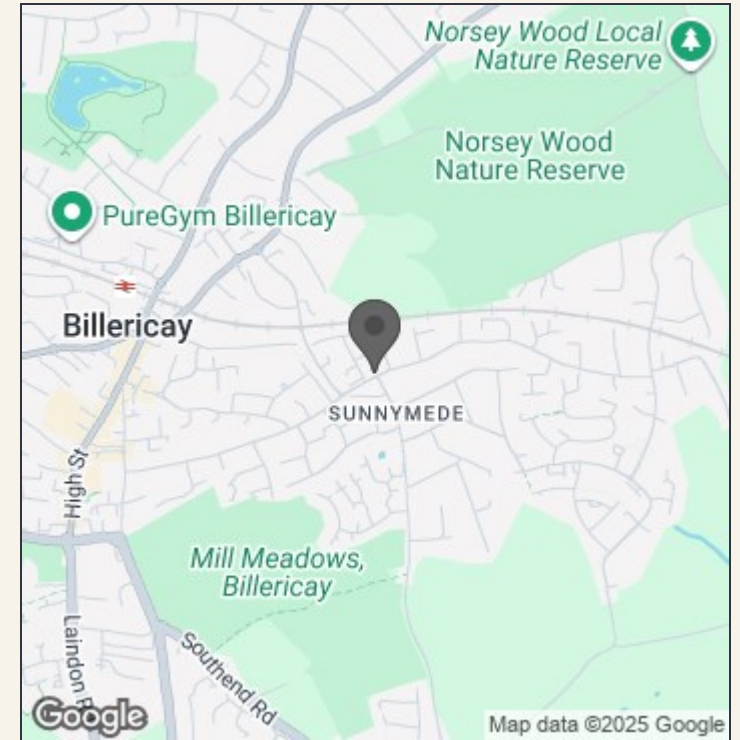 Norsey Wood Local
Nature Reserve
Norsey Wood
Nature Reserve
PureGym Billericay
Billericay
SUNNYMEDE
High St
Mill Meadows,
Billericay
Laindon R
Southend Rd
Google
Map data ©2025 Google